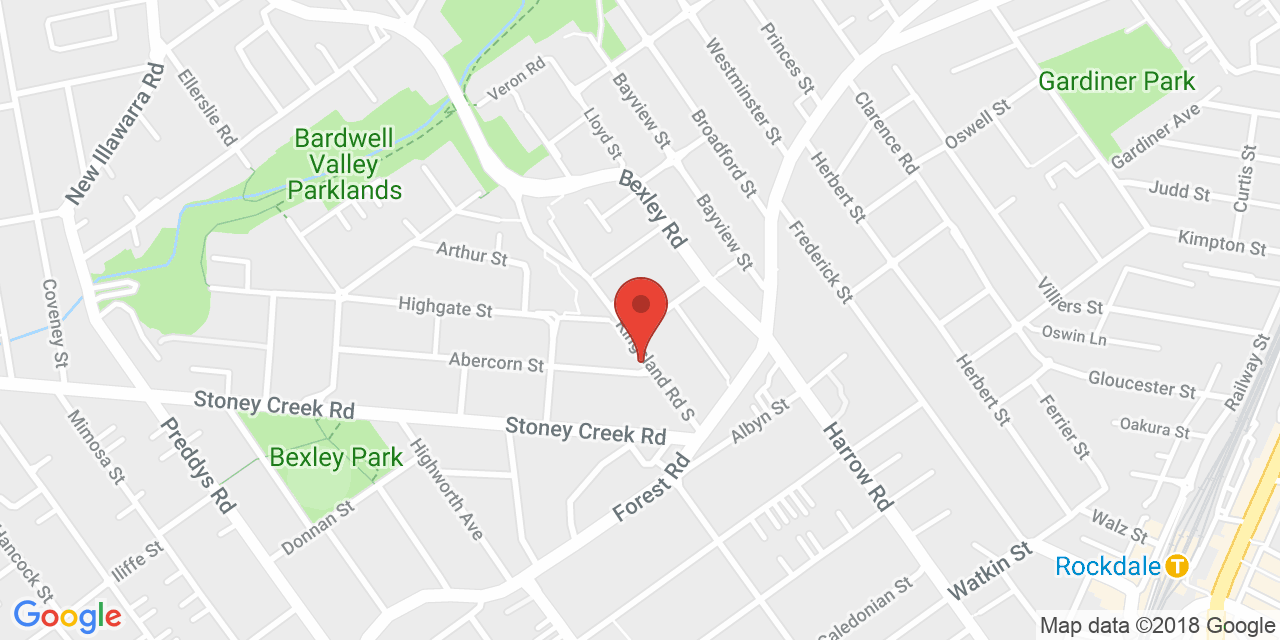 New Illawarra Rd
Ellerslie Rd
Veron Rd
Bayview St
Westminster St
Princes St
Gardiner Park
Bardwell
Valley
Parklands
Lloyd St
Broadford St
Clarence Rd
Oswell St
Gardiner Ave
Curtis St
Judd St
Bexley Rd
Bayview St
Herbert St
Kimpton St
Arthur St
Frederick St
Coveney St
Highgate St
Villiers St
Oswin Ln
Abercorn St
Railway St
Herbert St
Gloucester St
Stoney Creek Rd
Stoney Creek Rd
Albyn St
Ferrier St
Oakura St
Mimosa St
Preddys Rd
Bexley Park
Highworth Ave
Forest Rd
Harrow Rd
Donnan St
Walz St
Hancock St
Iliffe St
Watkin St
Rockdale
T
Caledonian St
Google
Map data ©2018 Google